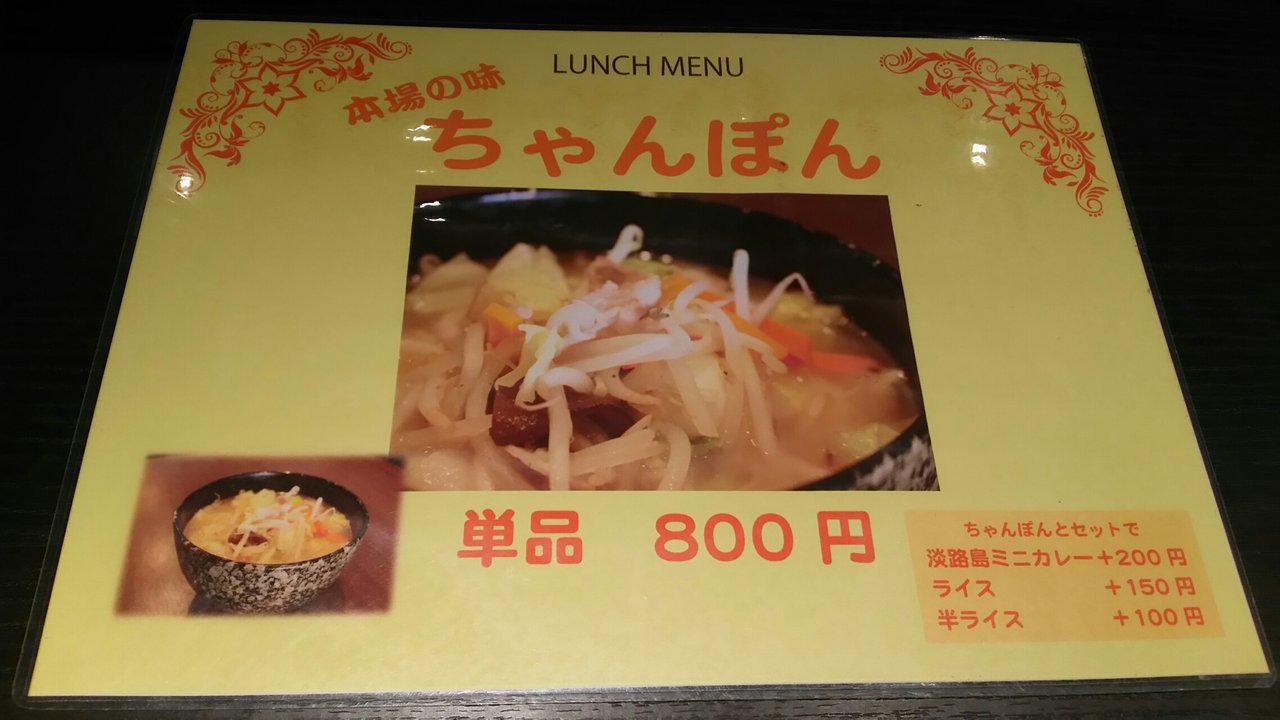 LUNCH MENU
本場の味
ちゃんぽん
単品 800円
ちゃんぽんとセットで
淡路島ミニカレー+200円
ライス +150円
半ライス +100円